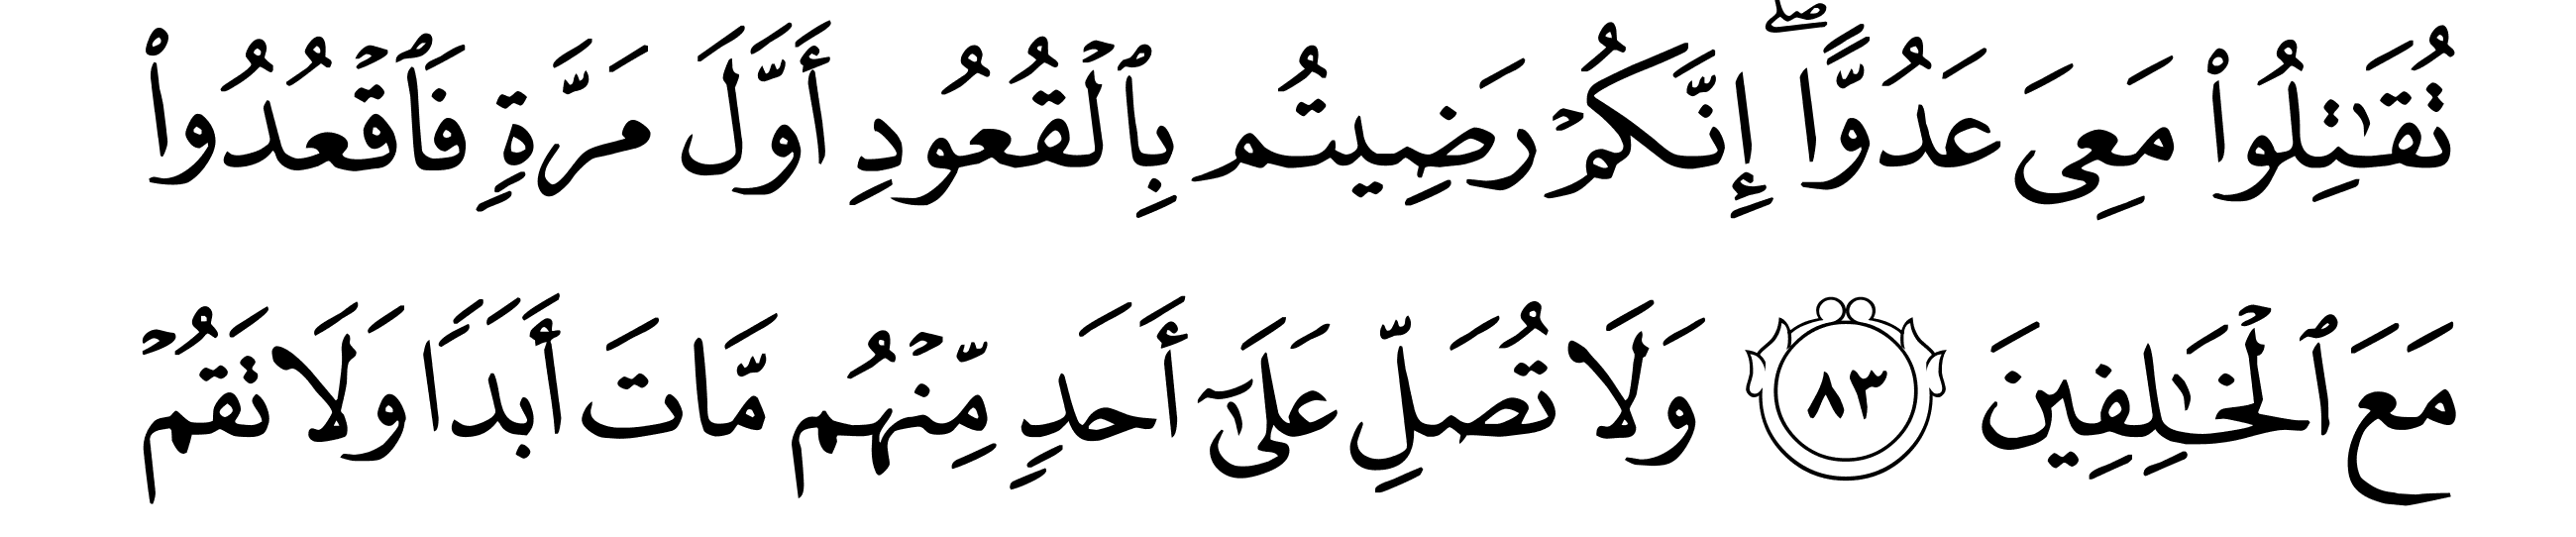 تُقَٰتِلُوا۟ مَعِىَ عَدُوًّا ۖ إِنَّكُمْ رَضِيتُم بِٱلْقُعُودِ أَوَّلَ مَرَّةٍ فَٱقْعُدُوا۟
مَعَ ٱلْخَٰلِفِينَ ٨٣ وَلَا تُصَلِّ عَلَىٰٓ أَحَدٍ مِّنْهُم مَّاتَ أَبَدًا وَلَا تَقُمْ